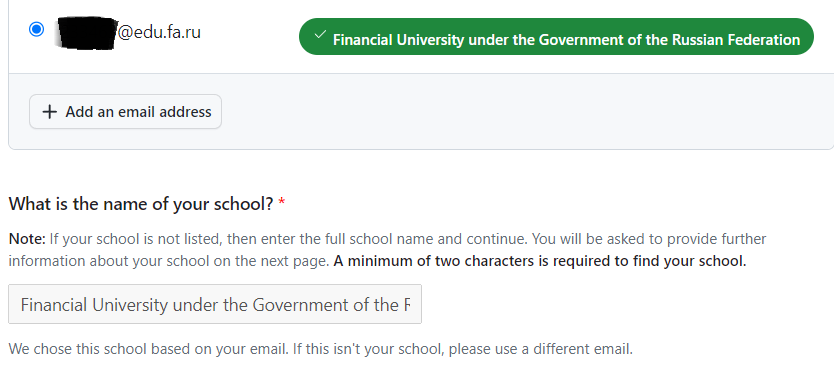 @edu.fa.ru
Financial University under the Government of the Russian Federation
Add an email address
What is the name of your school? *
Note: If your school is not listed, then enter the full school name and continue. You will be asked to provide further
information about your school on the next page. A minimum of two characters is required to find your school.
Financial University under the Government of the F
We chose this school based on your email. If this isn't your school, please use a different email.